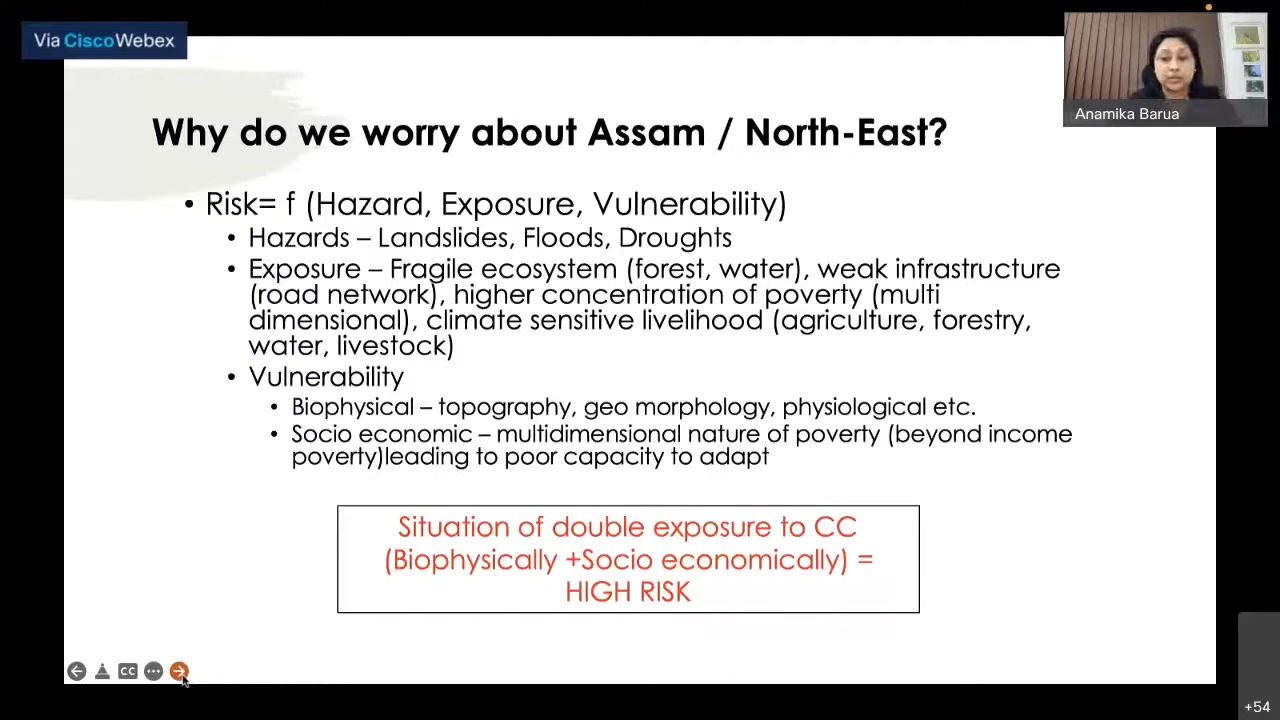 Via CiscoWebex
Anamika Barua
Why do we worry about Assam / North-East?
• Risk= f (Hazard, Exposure, Vulnerability)
• Hazards – Landslides, Floods, Droughts
• Exposure – Fragile ecosystem (forest, water), weak infrastructure
(road network), higher concentration of poverty (multi
dimensional), climate sensitive livelihood (agriculture, forestry,
water, livestock)
• Vulnerability
• Biophysical – topography, geo morphology, physiological etc.
• Socio economic – multidimensional nature of poverty (beyond income
poverty)leading to poor capacity to adapt
Situation of double exposure to CC
(Biophysically +Socio economically) =
HIGH RISK
CC
+54